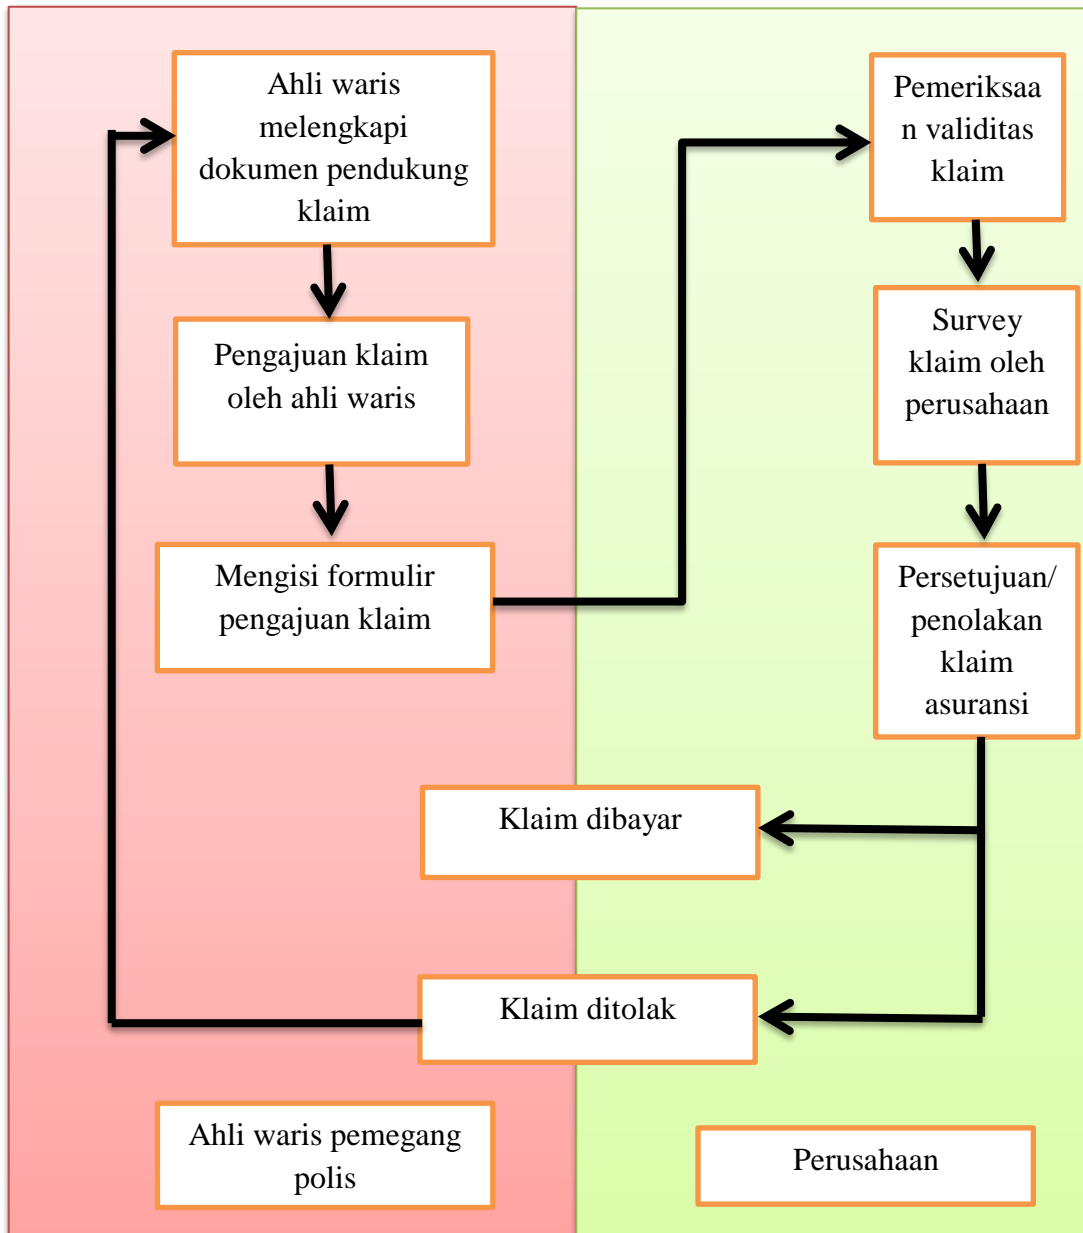 Ahli waris
melengkapi
dokumen pendukung
klaim
Pengajuan klaim
oleh ahli waris
Mengisi formulir
pengajuan klaim
Pemeriksaa
n validitas
klaim
Survey
klaim oleh
perusahaan
Persetujuan/
penolakan
klaim
asuransi
Klaim dibayar
Klaim ditolak
Ahli waris pemegang
polis
Perusahaan